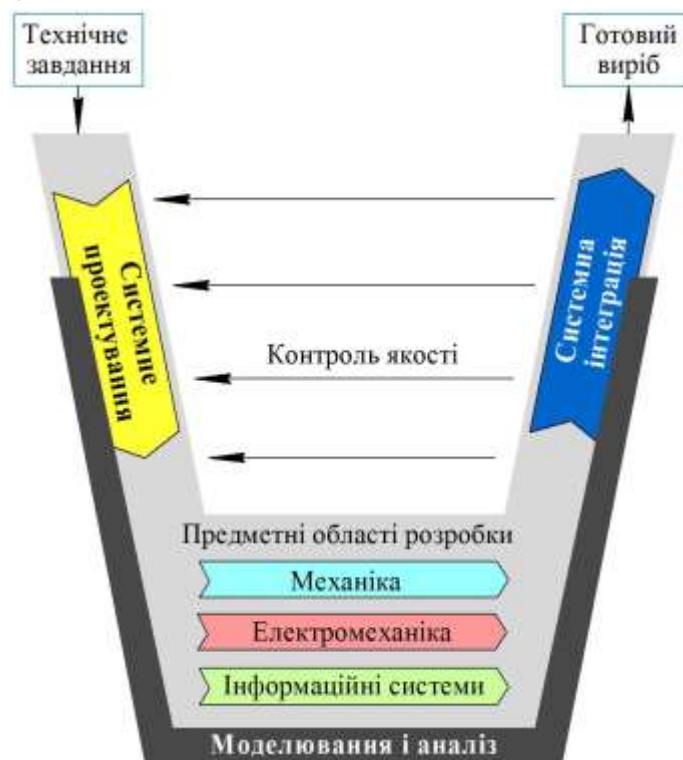 Технічне
завдання
Готовий
виріб
Системне
проектування
Системна
інтеграція
Контроль якості
Предметні області розробки
Механіка
Електромеханіка
Інформаційні системи
Моделювання і аналіз